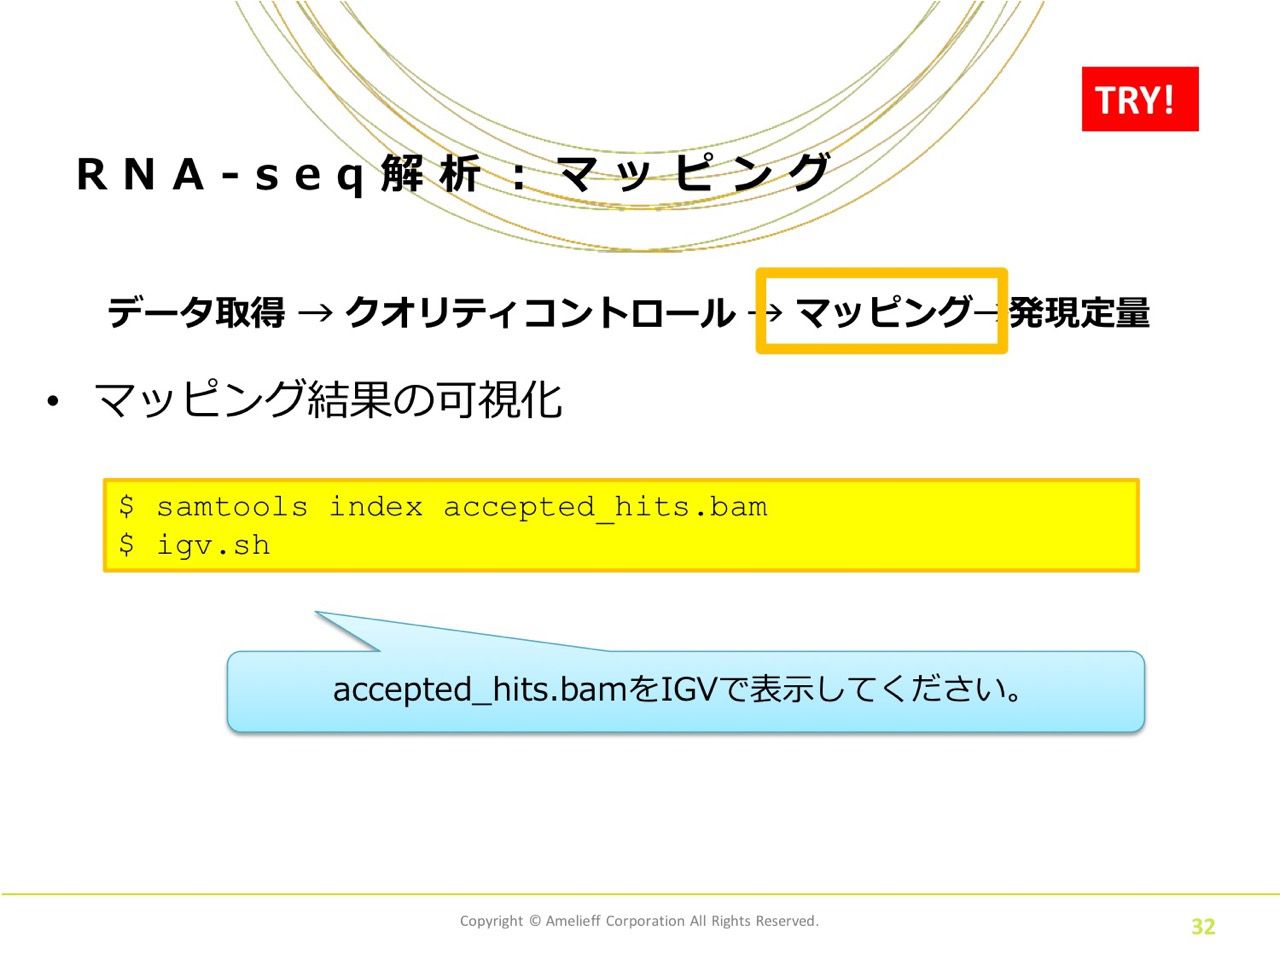 TRY!
RNA-seq解析：マッピング
データ取得 → クオリティコントロール → マッピング→発現定量
• マッピング結果の可視化
$ samtools index accepted_hits.bam
$ igv.sh
accepted_hits.bamをIGVで表示してください。
Copyright © Amelieff Corporation All Rights Reserved.
32